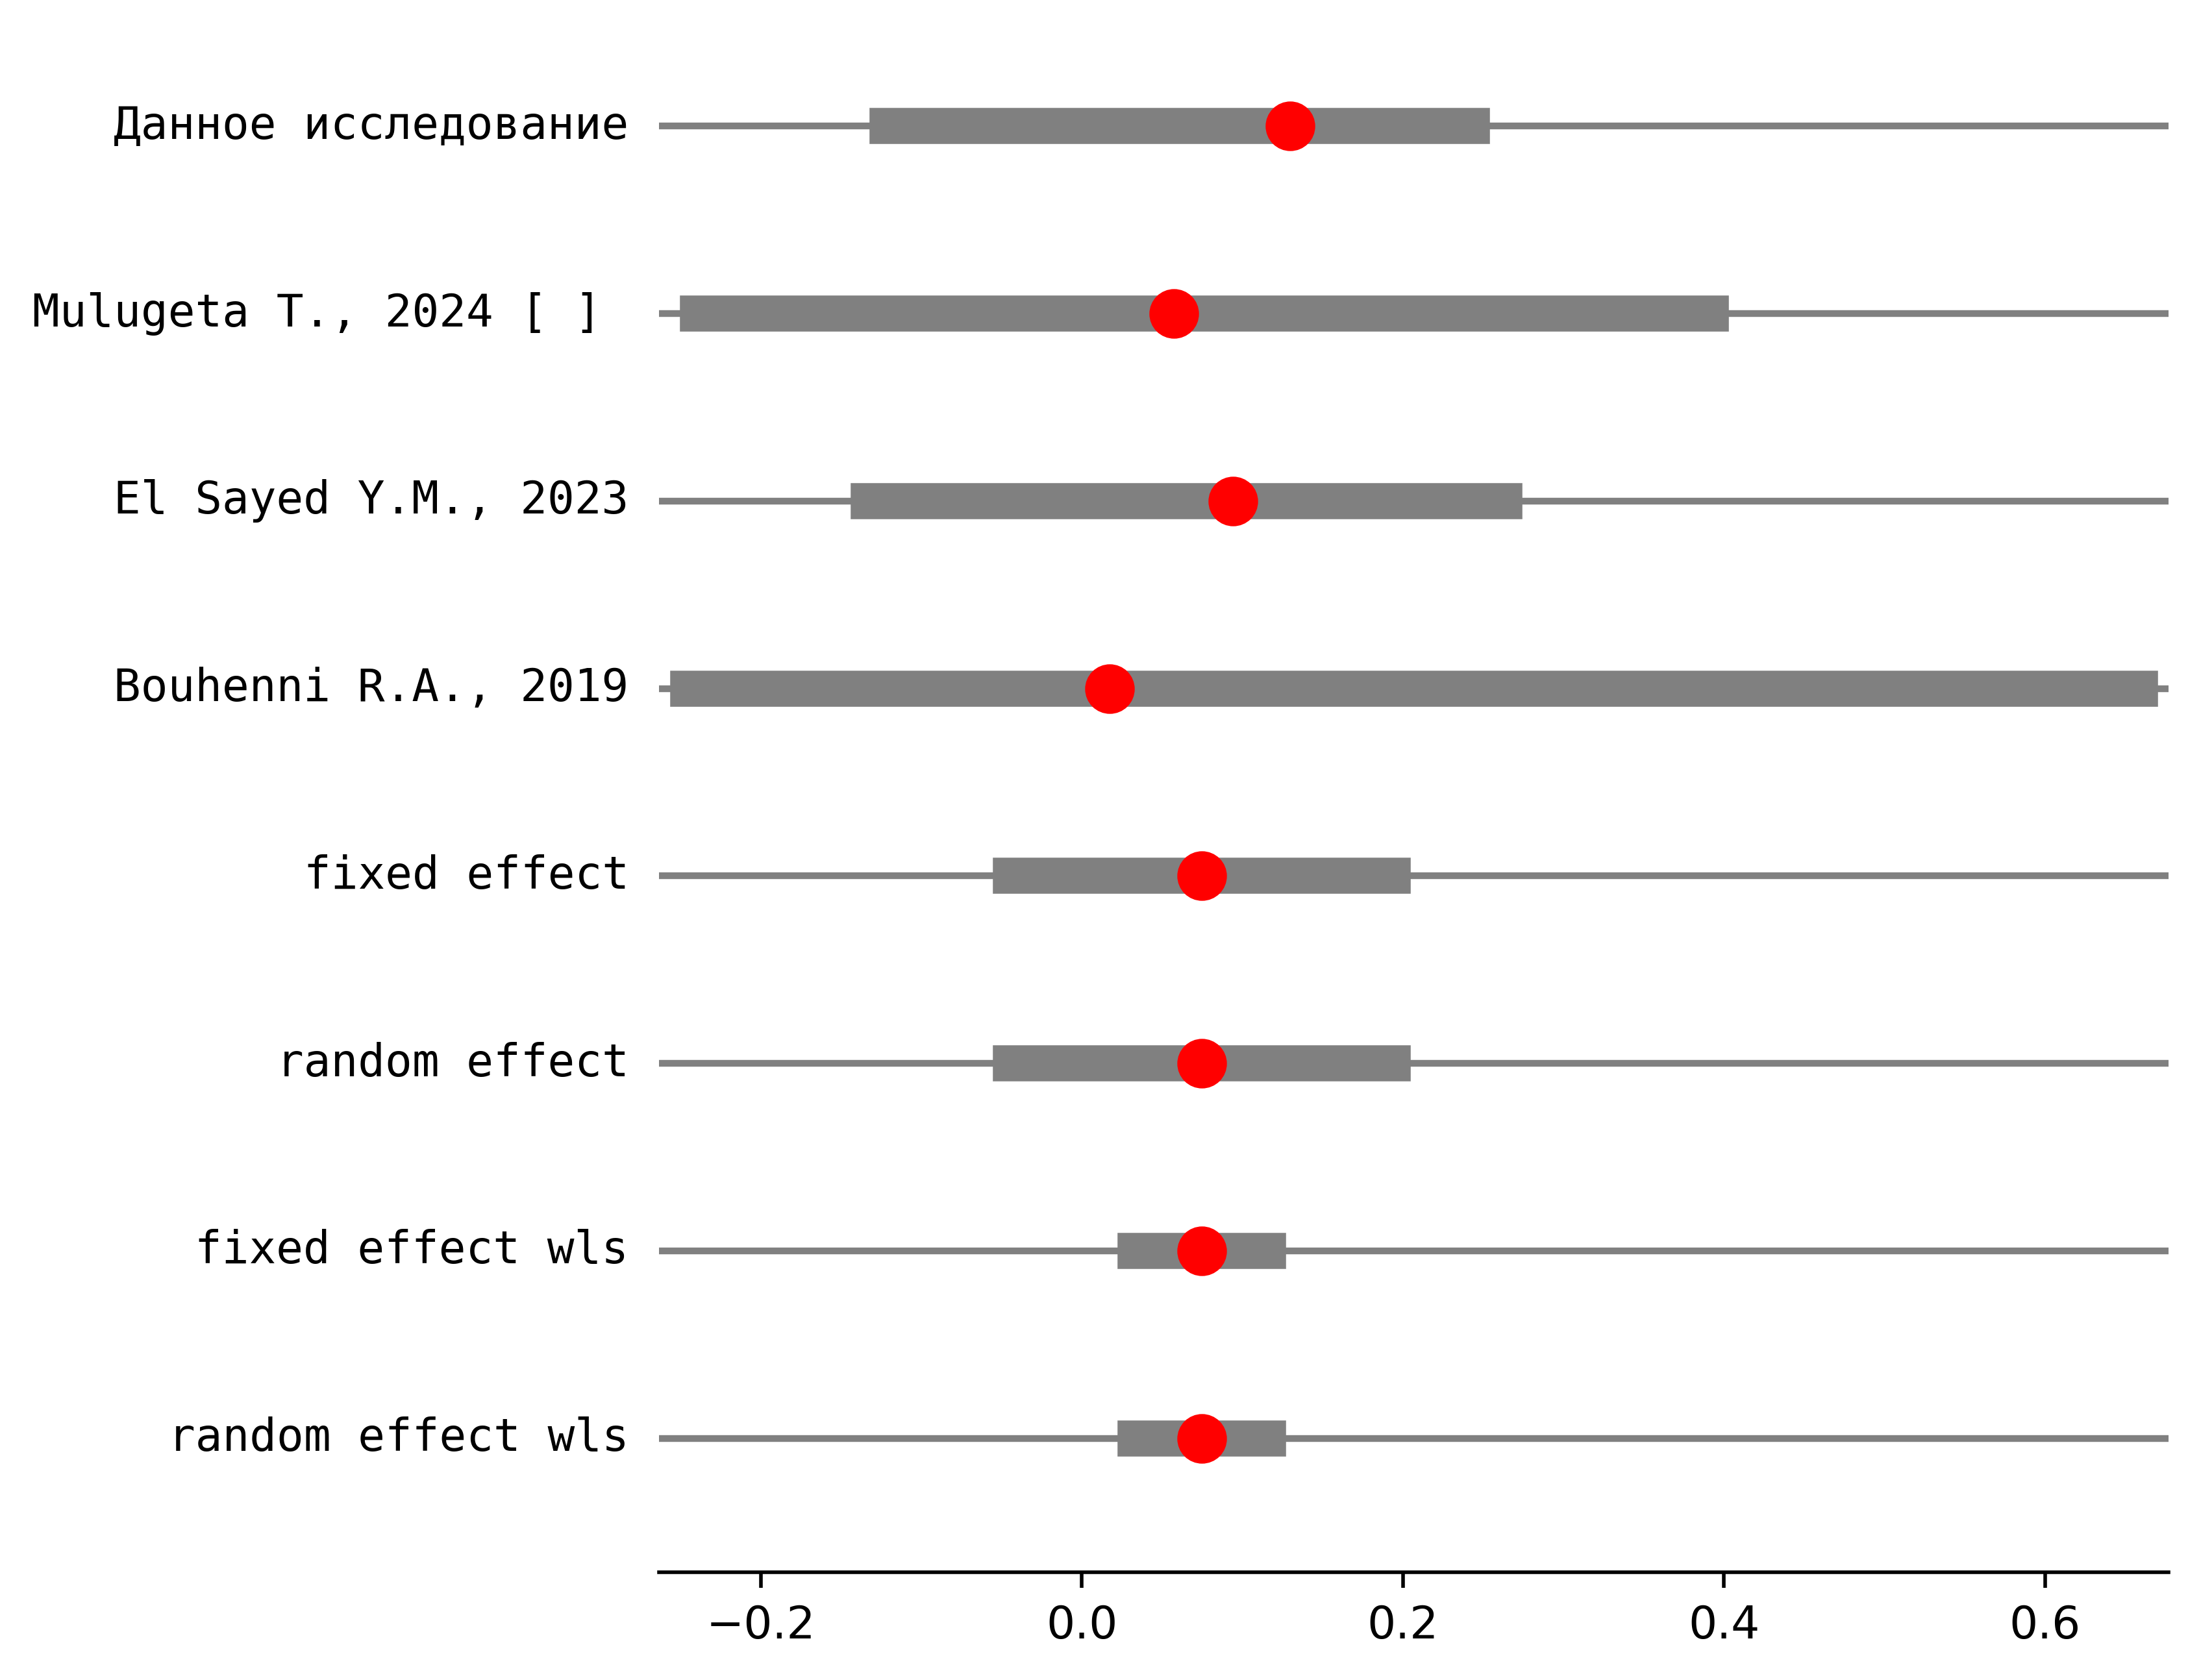 Данное исследование
Mulugeta T., 2024 [ ]
El Sayed Y.M., 2023
Bouhenni R.A., 2019
fixed effect
random effect
fixed effect wls
random effect wls
−0.2 0.0 0.2 0.4 0.6